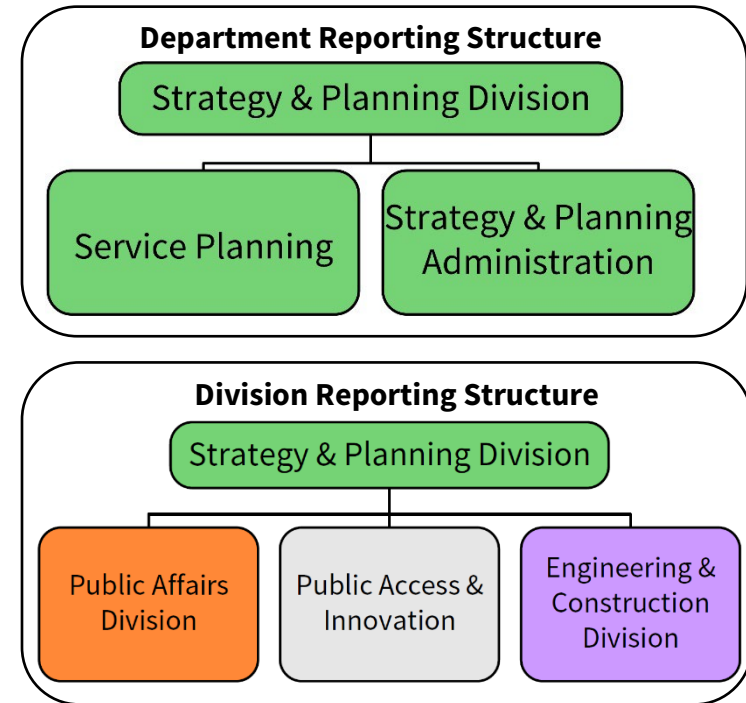 Department Reporting Structure
Strategy & Planning Division
Service Planning
Strategy & Planning
Administration
Division Reporting Structure
Strategy & Planning Division
Public Affairs
Division
Public Access &
Innovation
Engineering &
Construction
Division